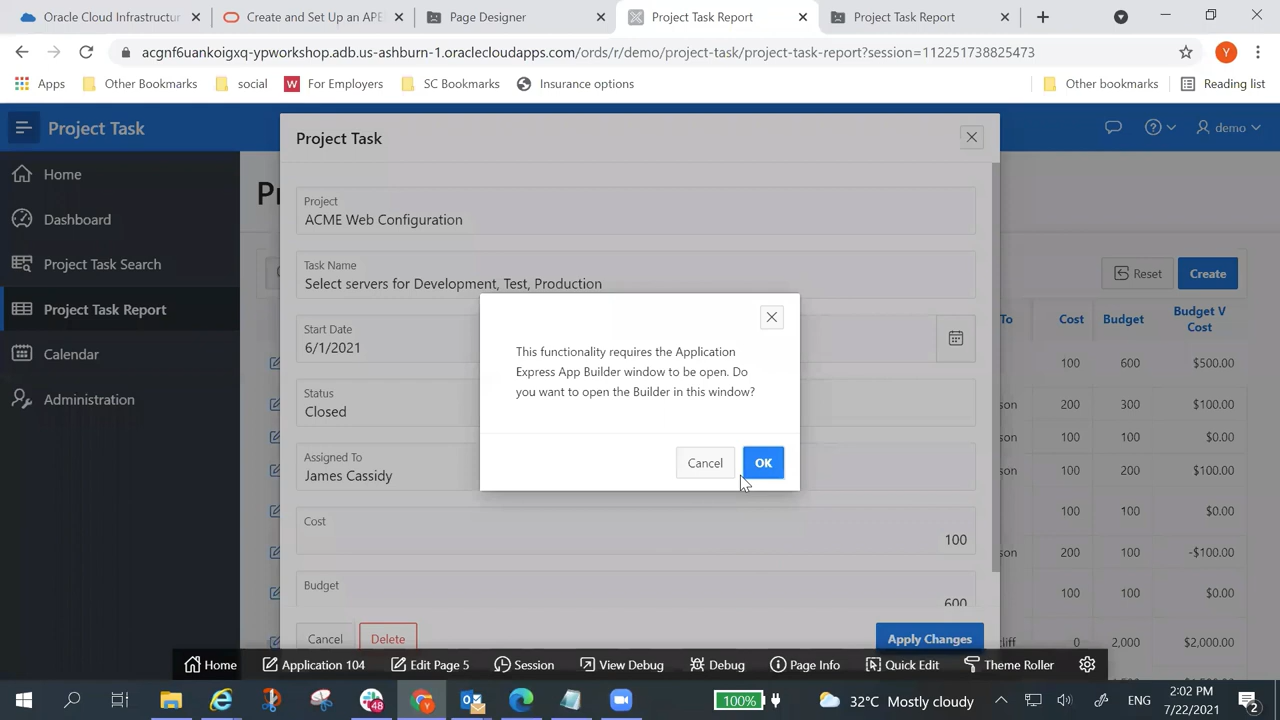 Oracle Cloud Infrastructur
Create and Set Up an APE
Page Designer
Project Task Report
Project Task Report
acgnf6uankoigxq-ypworkshop.adb.us-ashburn-1.oraclecloudapps.com/ords/r/demo/project-task/project-task-report?session=112251738825473
Y
Apps
Other Bookmarks
social
W For Employers
SC Bookmarks
Insurance options
Other bookmarks
Reading list
Project Task
demo
Home
Dashboard
Project Task Search
Project Task Report
Calendar
Administration
Project Task
Project
ACME Web Configuration
Task Name
Select servers for Development, Test, Production
Start Date
6/1/2021
Status
Closed
Assigned To
James Cassidy
Cost
100
Budget
600
Cancel
Delete
Apply Changes
This functionality requires the Application
Express App Builder window to be open. Do
you want to open the Builder in this window?
Cancel
OK
Reset
Create
To Cost Budget Budget V
Cost
100 600 $500.00
son 200 300 $100.00
100 100 $0.00
son 100 200 $100.00
100 100 $0.00
son 200 100 -$100.00
100 100 $0.00
liff 0 2,000 $2,000.00
Home
Application 104
Edit Page 5
Session
View Debug
Debug
Page Info
Quick Edit
Theme Roller
48
Y
100%
32°C Mostly cloudy
ENG
2:02 PM
7/22/2021
2